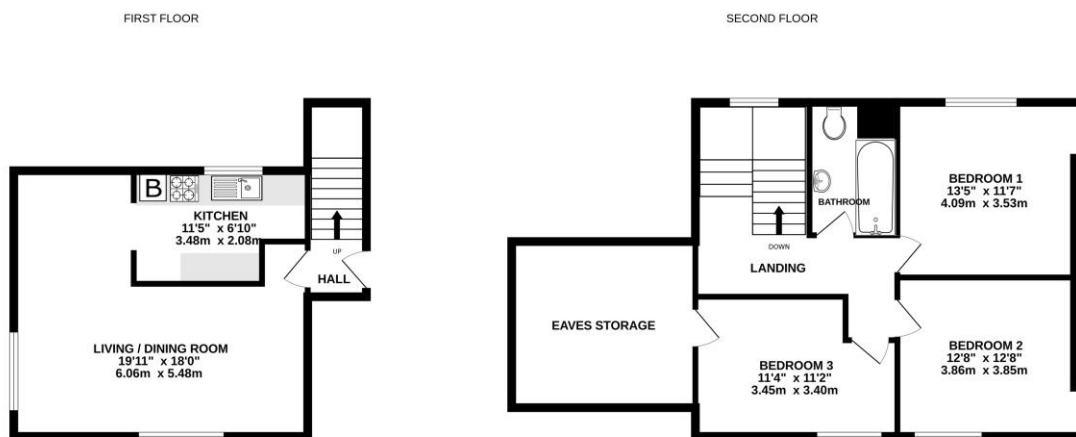 FIRST FLOOR
SECOND FLOOR
B
KITCHEN
11'5" x 6'10"
3.48m x 2.08m
UP
HALL
LIVING / DINING ROOM
19'11" x 18'0"
6.06m x 5.48m
BATHROOM
BEDROOM 1
13'5" x 11'7"
4.09m x 3.53m
DOWN
LANDING
EAVES STORAGE
BEDROOM 3
11'4" x 11'2"
3.45m x 3.40m
BEDROOM 2
12'8" x 12'8"
3.86m x 3.85m